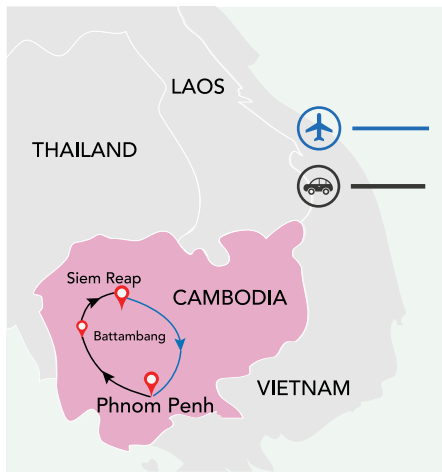 LAOS
THAILAND
Siem Reap
CAMBODIA
Battambang
VIETNAM
Phnom Penh